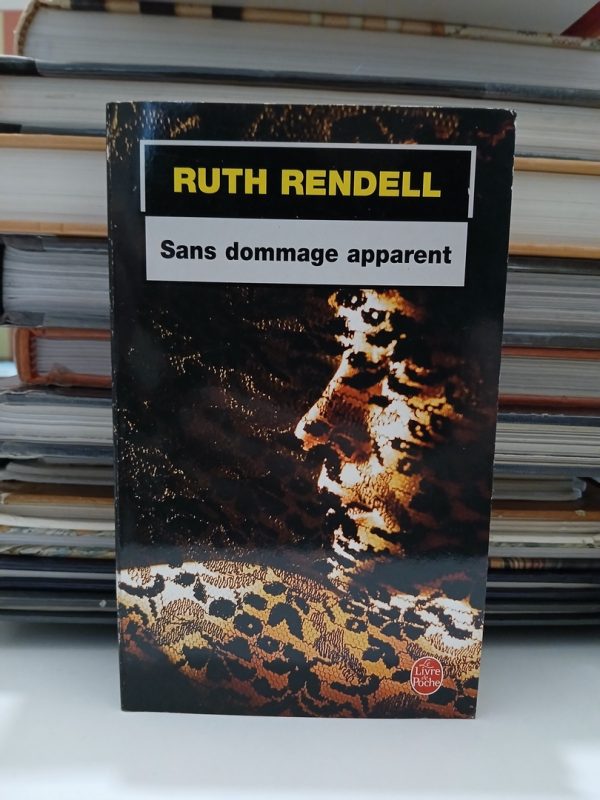 RUTH RENDELL
Sans dommage apparent
Le
Livre
de
Poche